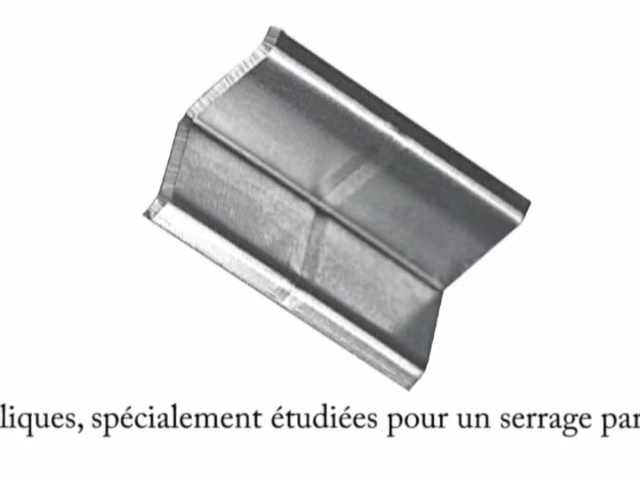 liques, spécialement étudiées pour un serrage par